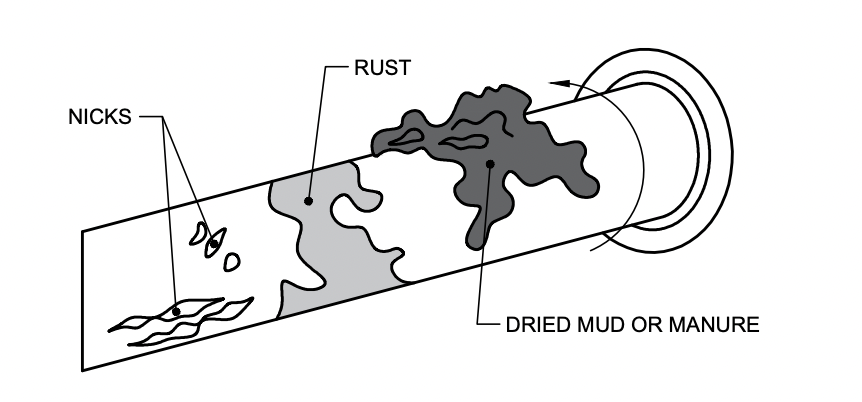 RUST
NICKS
DRIED MUD OR MANURE